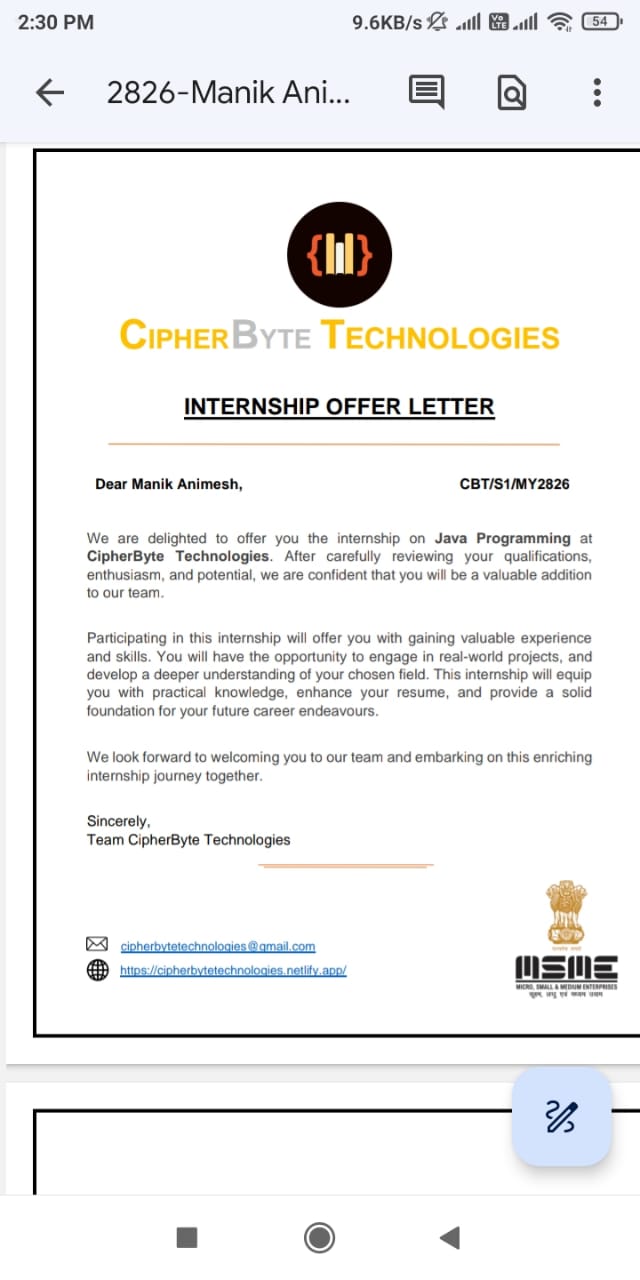 2:30 PM
9.6KB/s
Vo LTE
54
2826-Manik Ani...
CIPHERBYTE TECHNOLOGIES
INTERNSHIP OFFER LETTER
Dear Manik Animesh, CBT/S1/MY2826
We are delighted to offer you the internship on Java Programming at
CipherByte Technologies. After carefully reviewing your qualifications,
enthusiasm, and potential, we are confident that you will be a valuable addition
to our team.
Participating in this internship will offer you with gaining valuable experience
and skills. You will have the opportunity to engage in real-world projects, and
develop a deeper understanding of your chosen field. This internship will equip
you with practical knowledge, enhance your resume, and provide a solid
foundation for your future career endeavours.
We look forward to welcoming you to our team and embarking on this enriching
internship journey together.
Sincerely,
Team CipherByte Technologies
cipherbytetechnologies@gmail.com
https://cipherbytetechnologies.netlify.app/
MSME
MICRO, SMALL & MEDIUM ENTERPRISES
सूक्ष्म, लघु एवं मध्यम उद्यम